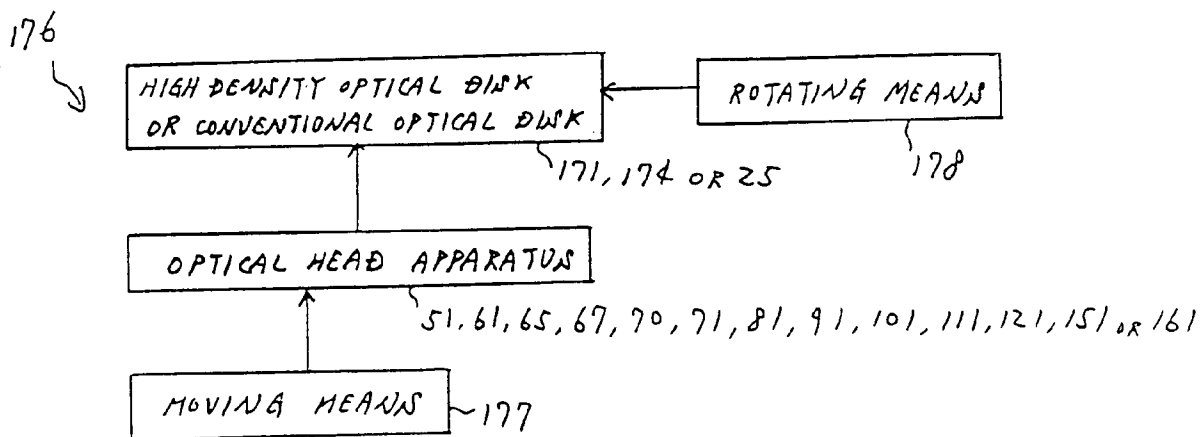 176
HIGH DENSITY OPTICAL DISK
OR CONVENTIONAL OPTICAL DISK
ROTATING MEANS
171, 174 OR 25
178
OPTICAL HEAD APPARATUS
51, 61, 65, 67, 70, 71, 81, 91, 101, 111, 121, 151 OR 161
MOVING MEANS
177